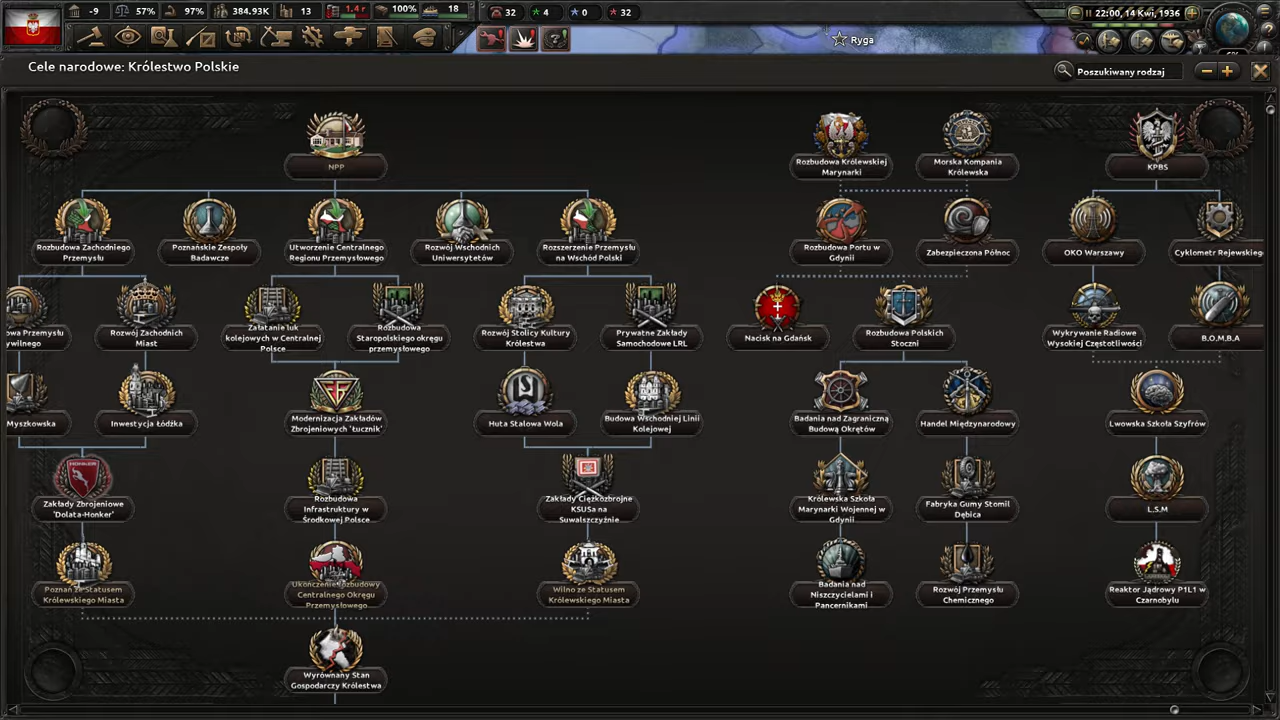 -9 57% 97% 384.93K 13 1.4r 100% 18 32 4 0 32 22:00, 14 Kwi, 1936
Ryga
Cele narodowe: Królestwo Polskie
Poszukiwany rodzaj
NPP
Rozbudowa Królewskiej
Marynarki
Morska Kompania
Królewska
KPBS
Rozbudowa Zachodniego
Przemysłu
Poznańskie Zespoły
Badawcze
Utworzenie Centralnego
Regionu Przemysłowego
Rozwój Wschodnich
Uniwersytetów
Rozszerzenie Przemysłu
na Wschód Polski
Rozbudowa Portu w
Gdynii
Zabezpieczona Północ
OKO Warszawy
Cyklometr Rejewskiego
owa Przemysłu
ywilnego
Rozwój Zachodnich
Miast
Załatanie luk
kolejowych w Centralnej
Polsce
Rozbudowa
Staropolskiego okręgu
przemysłowego
Rozwój Stolicy Kultury
Królestwa
Prywatne Zakłady
Samochodowe LRL
Nacisk na Gdańsk
Rozbudowa Polskich
Stoczni
Wykrywanie Radiowe
Wysokiej Częstotliwości
B.O.M.B.A
Myszkowska
Inwestycja Łódzka
Modernizacja Zakładów
Zbrojeniowych 'Łucznik'
Huta Stalowa Wola
Budowa Wschodniej Linii
Kolejowej
Badania nad Zagraniczną
Budową Okrętów
Handel Międzynarodowy
Lwowska Szkoła Szyfrów
Zakłady Zbrojeniowe
'Dolata-Honker'
Rozbudowa
Infrastruktury w
Środkowej Polsce
Zakłady Ciężkozbrojne
KSUSa na
Suwalszczyźnie
Królewska Szkoła
Marynarki Wojennej w
Gdynii
Fabryka Gumy Stomil
Dębica
L.S.M
Poznań ze Statusem
Królewskiego Miasta
Ukończenie Rozbudowy
Centralnego Okręgu
Przemysłowego
Wilno ze Statusem
Królewskiego Miasta
Badania nad
Niszczycielami i
Pancernikami
Rozwój Przemysłu
Chemicznego
Reaktor Jądrowy P1L1 w
Czarnobylu
Wyrównany Stan
Gospodarczy Królestwa